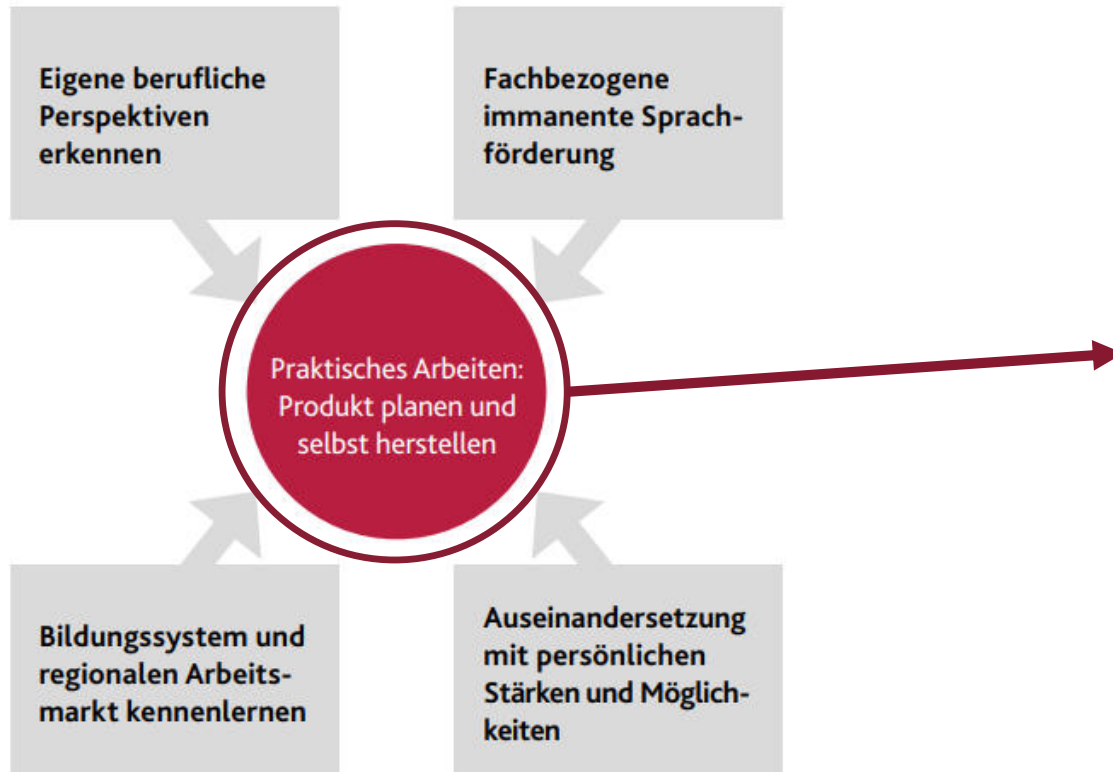 Eigene berufliche
Perspektiven
erkennen
Fachbezogene
immanente Sprach-
förderung
Praktisches Arbeiten:
Produkt planen und
selbst herstellen
Bildungssystem und
regionalen Arbeits-
markt kennenlernen
Auseinandersetzung
mit persönlichen
Stärken und Möglich-
keiten